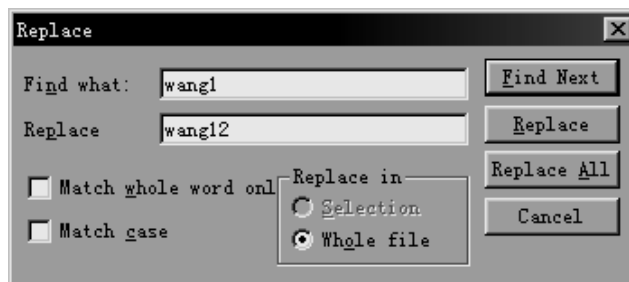 Replace
Find what: wang1 Find Next
Replace wang12 Replace
Match whole word onl Replace in Replace All
Selection
Match case Whole file Cancel